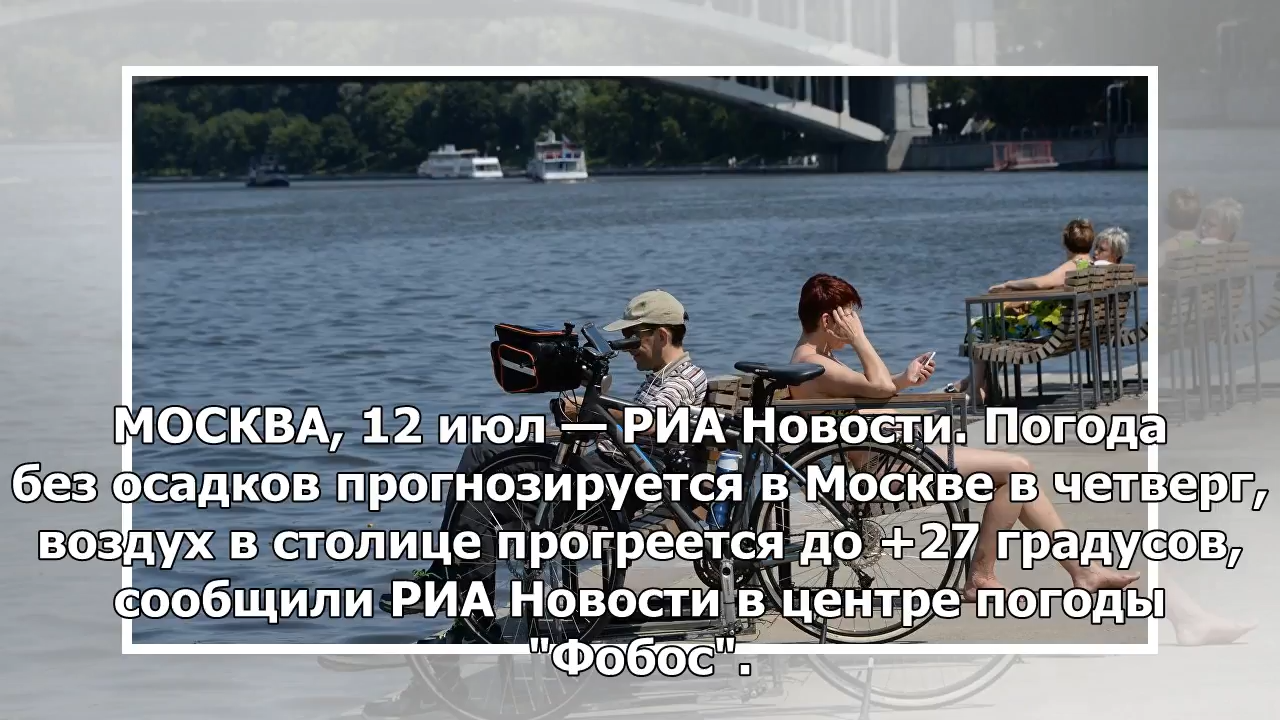 МОСКВА, 12 июл — РИА Новости. Погода
без осадков прогнозируется в Москве в четверг,
воздух в столице прогреется до +27 градусов,
сообщили РИА Новости в центре погоды
"Фобос".